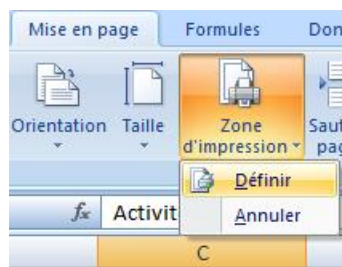 Mise en page Formules Don
Orientation Taille Zone d'impression Saut pag
Définir
fx Activit
Annuler
C